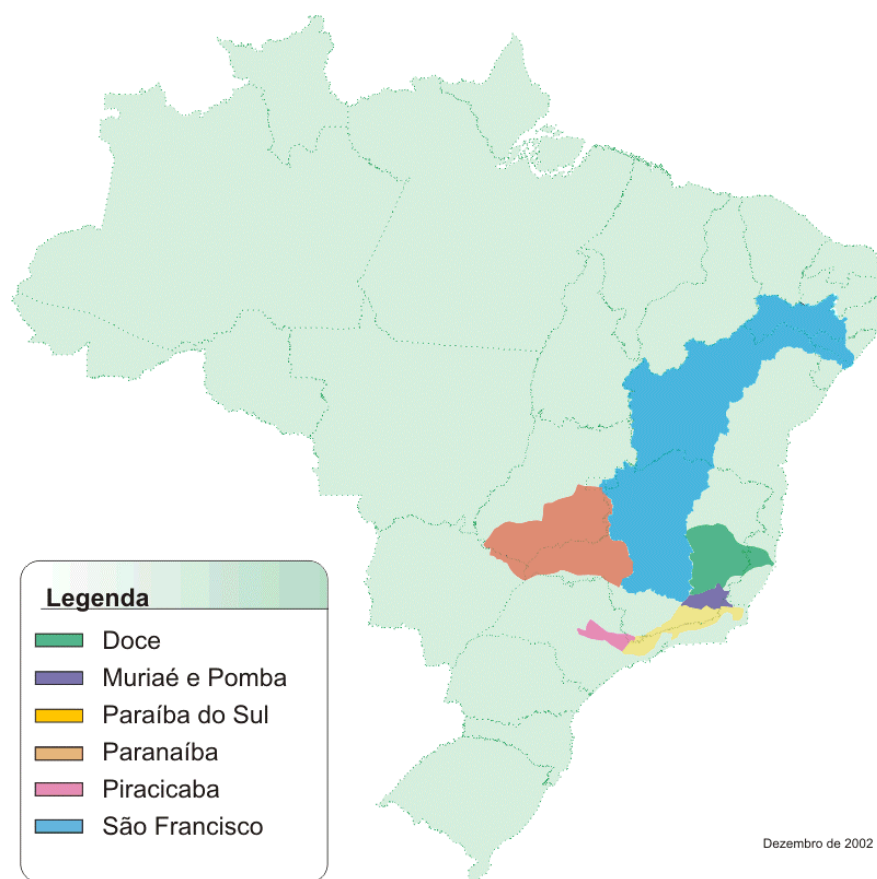 Legenda
Doce
Muriaé e Pomba
Paraíba do Sul
Paranaíba
Piracicaba
São Francisco
Dezembro de 2002